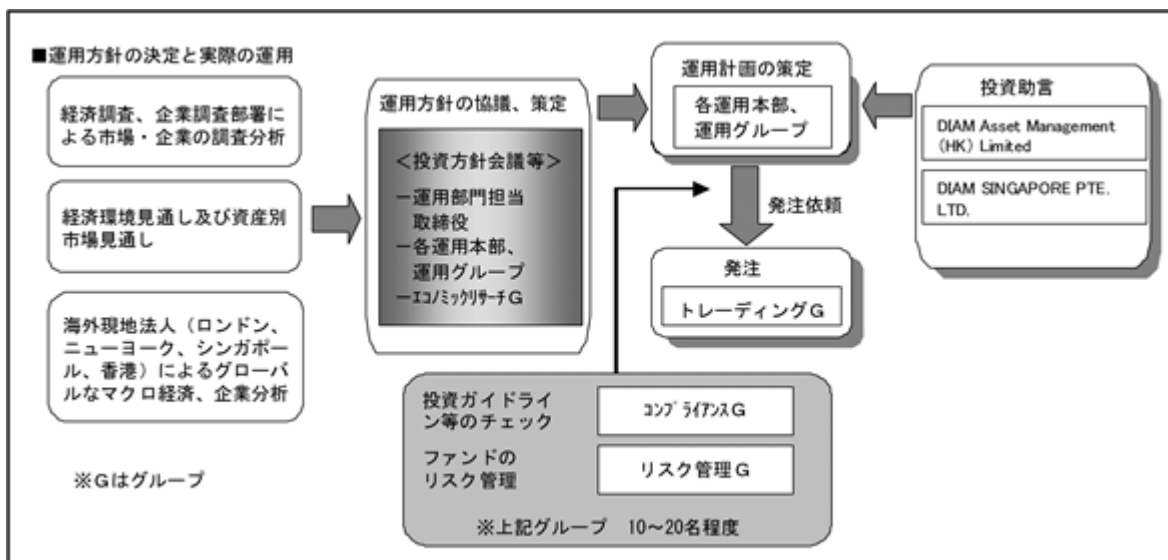 ■運用方針の決定と実際の運用
経済調査、企業調査部署に
よる市場・企業の調査分析
経済環境見通し及び資産別
市場見通し
海外現地法人（ロンドン、
ニューヨーク、シンガポー
ル、香港）によるグローバ
ルなマクロ経済、企業分析
※Gはグループ
運用方針の協議、策定
＜投資方針会議等＞
－運用部門担当
取締役
－各運用本部、
運用グループ
－ｴｺﾉﾐｯｸﾘｻｰﾁG
運用計画の策定
各運用本部、
運用グループ
発注依頼
発注
トレーディングG
投資助言
DIAM Asset Management
(HK) Limited
DIAM SINGAPORE PTE.
LTD.
投資ガイドライ
ン等のチェック
ｺﾝﾌﾟﾗｲｱﾝｽG
ファンドの
リスク管理
リスク管理G
※上記グループ　10～20名程度